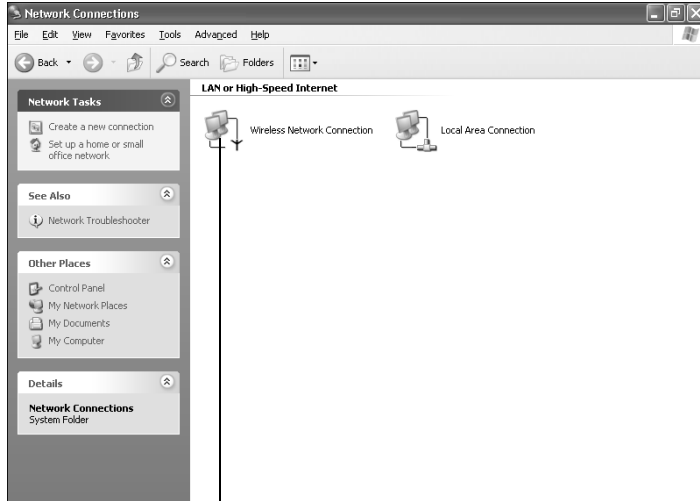 Network Connections
File Edit View Favorites Tools Advanced Help
Back Search Folders
Network Tasks
Create a new connection
Set up a home or small
office network
See Also
Network Troubleshooter
Other Places
Control Panel
My Network Places
My Documents
My Computer
Details
Network Connections
System Folder
LAN or High-Speed Internet
Wireless Network Connection
Local Area Connection